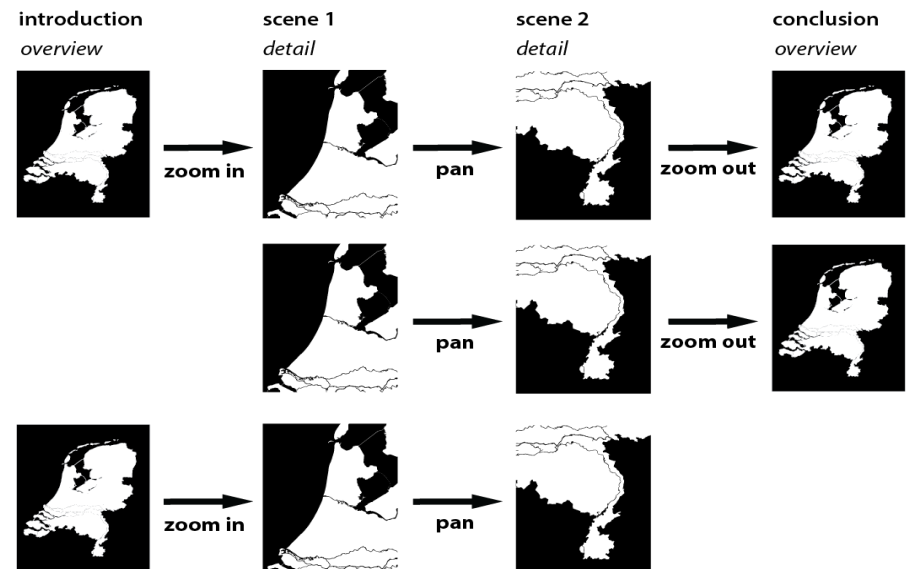 introduction
overview
scene 1
detail
scene 2
detail
conclusion
overview
zoom in
pan
zoom out
pan
zoom out
zoom in
pan